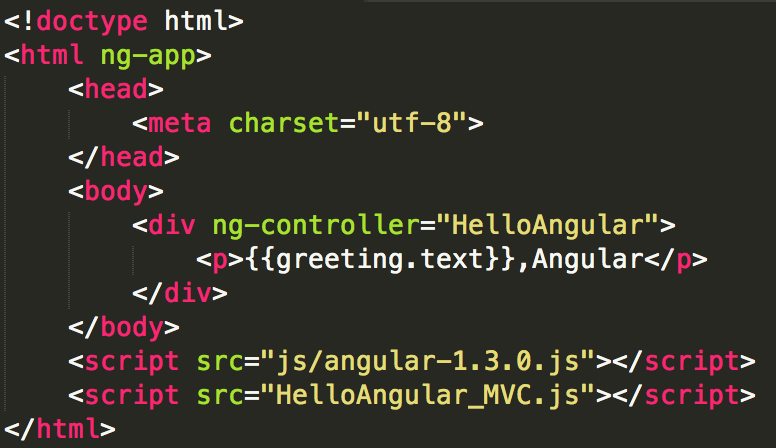 <!doctype html>
<html ng-app>
    <head>
        <meta charset="utf-8">
    </head>
    <body>
        <div ng-controller="HelloAngular">
            <p>{{greeting.text}},Angular</p>
        </div>
    </body>
    <script src="js/angular-1.3.0.js"></script>
    <script src="HelloAngular_MVC.js"></script>
</html>